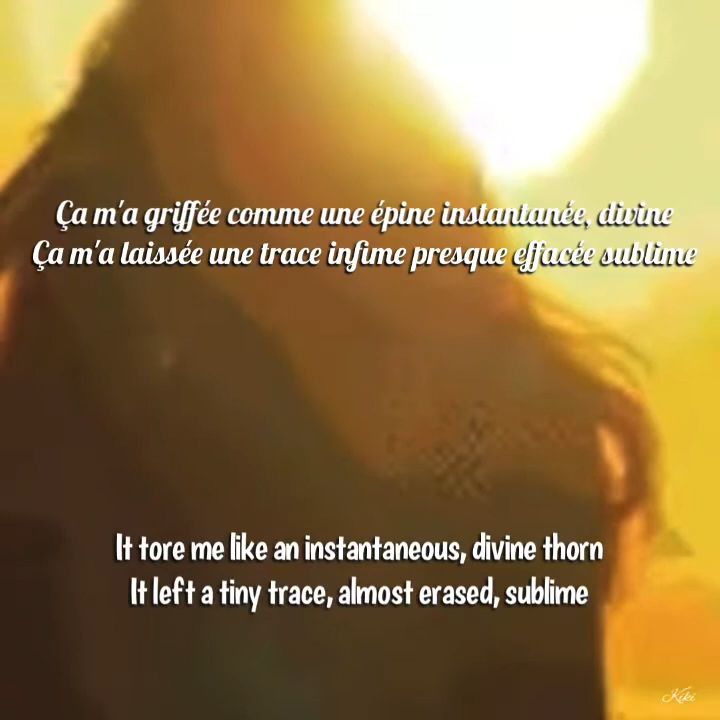 Ça m'a griffée comme une épine instantanée, divine
Ça m'a laissée une trace infime presque effacée sublime
It tore me like an instantaneous, divine thorn
It left a tiny trace, almost erased, sublime
Kiki